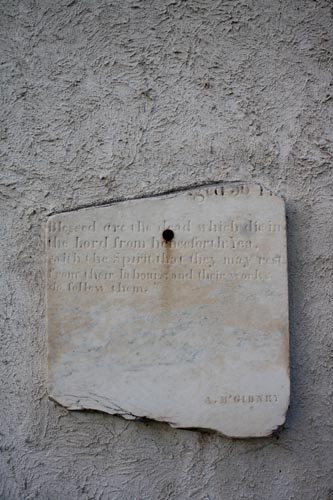 Blessed are the dead which die in
the Lord from henceforth: Yea,
saith the Spirit that they may rest
from their labours: and their works
do follow them.